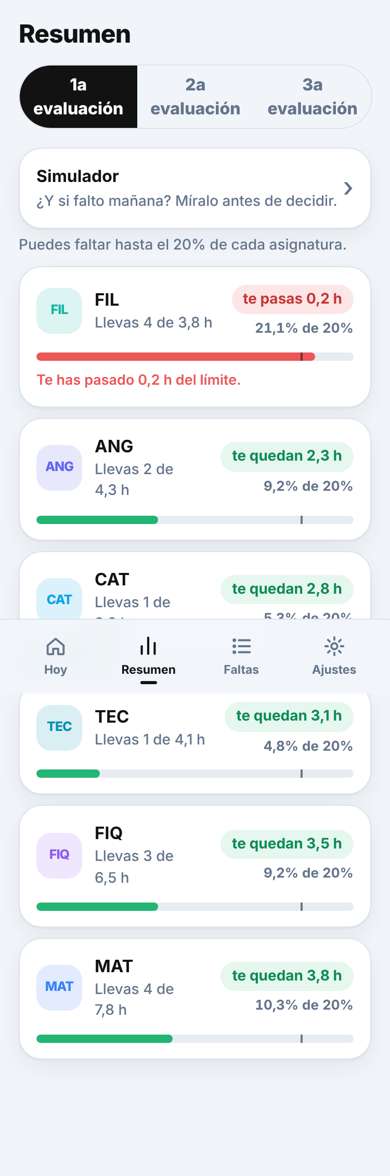 Resumen
1a
evaluación
2a
evaluación
3a
evaluación
Simulador
¿Y si falto mañana? Míralo antes de decidir.
Puedes faltar hasta el 20% de cada asignatura.
FIL
FIL
Llevas 4 de 3,8 h
te pasas 0,2 h
21,1% de 20%
Te has pasado 0,2 h del límite.
ANG
ANG
Llevas 2 de
4,3 h
te quedan 2,3 h
9,2% de 20%
CAT
CAT
Llevas 1 de
te quedan 2,8 h
5,3% de 20%
Hoy
Resumen
Faltas
Ajustes
TEC
TEC
Llevas 1 de 4,1 h
te quedan 3,1 h
4,8% de 20%
FIQ
FIQ
Llevas 3 de
6,5 h
te quedan 3,5 h
9,2% de 20%
MAT
MAT
Llevas 4 de
7,8 h
te quedan 3,8 h
10,3% de 20%